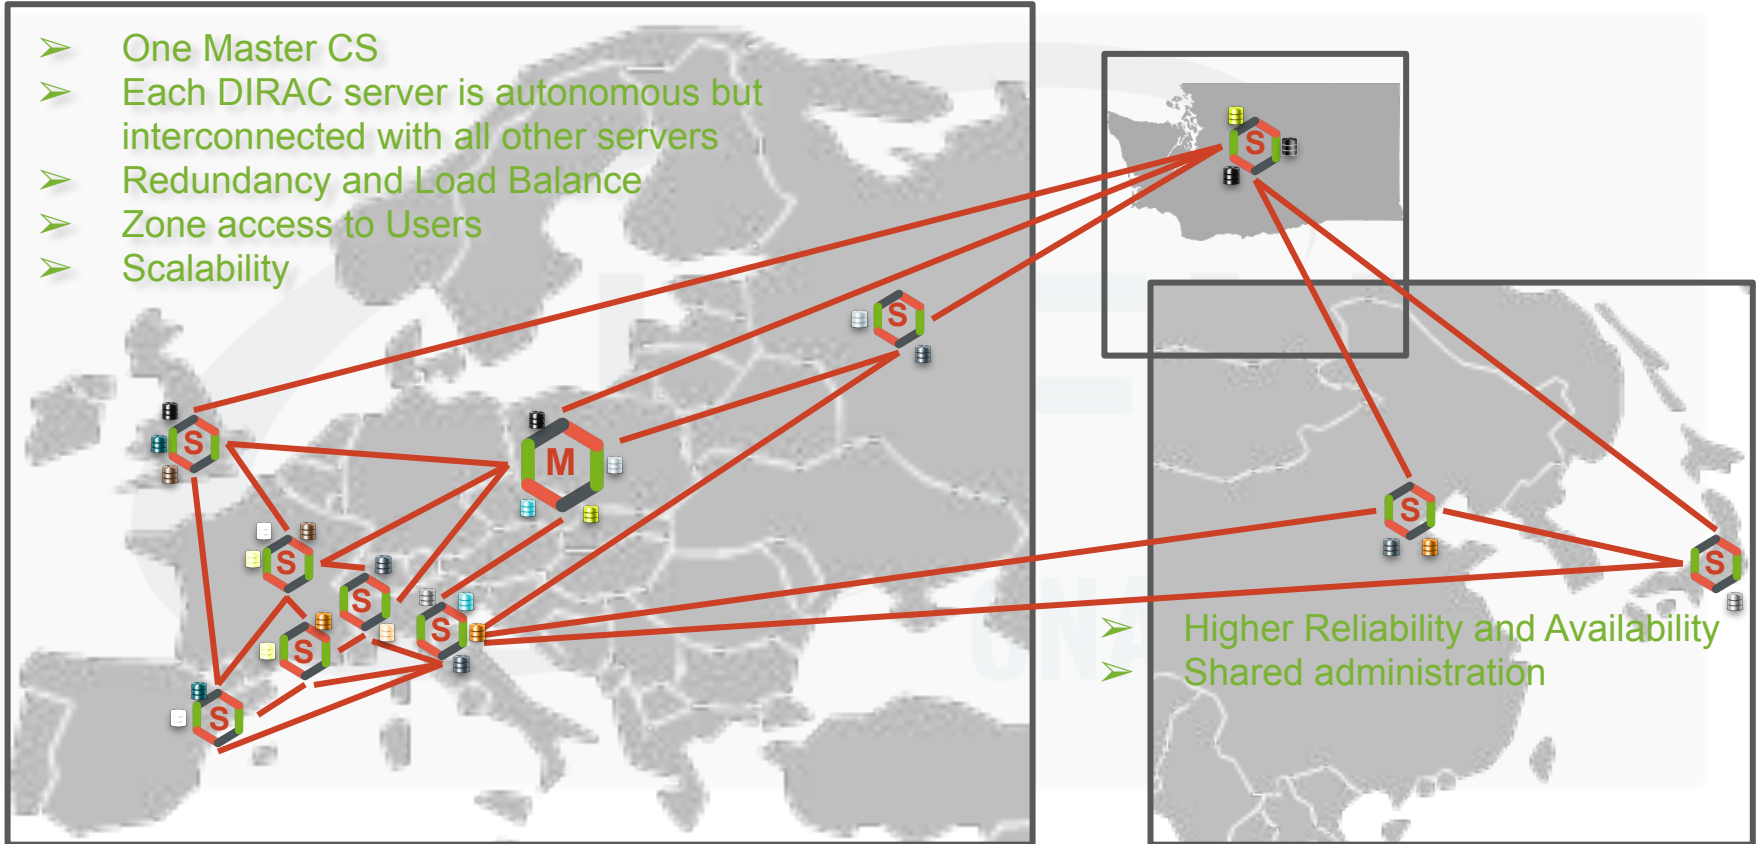 ➢ One Master CS
➢ Each DIRAC server is autonomous but
interconnected with all other servers
➢ Redundancy and Load Balance
➢ Zone access to Users
➢ Scalability
S
S
S
M
S
S
S
S
S
S
S
➢ Higher Reliability and Availability
➢ Shared administration